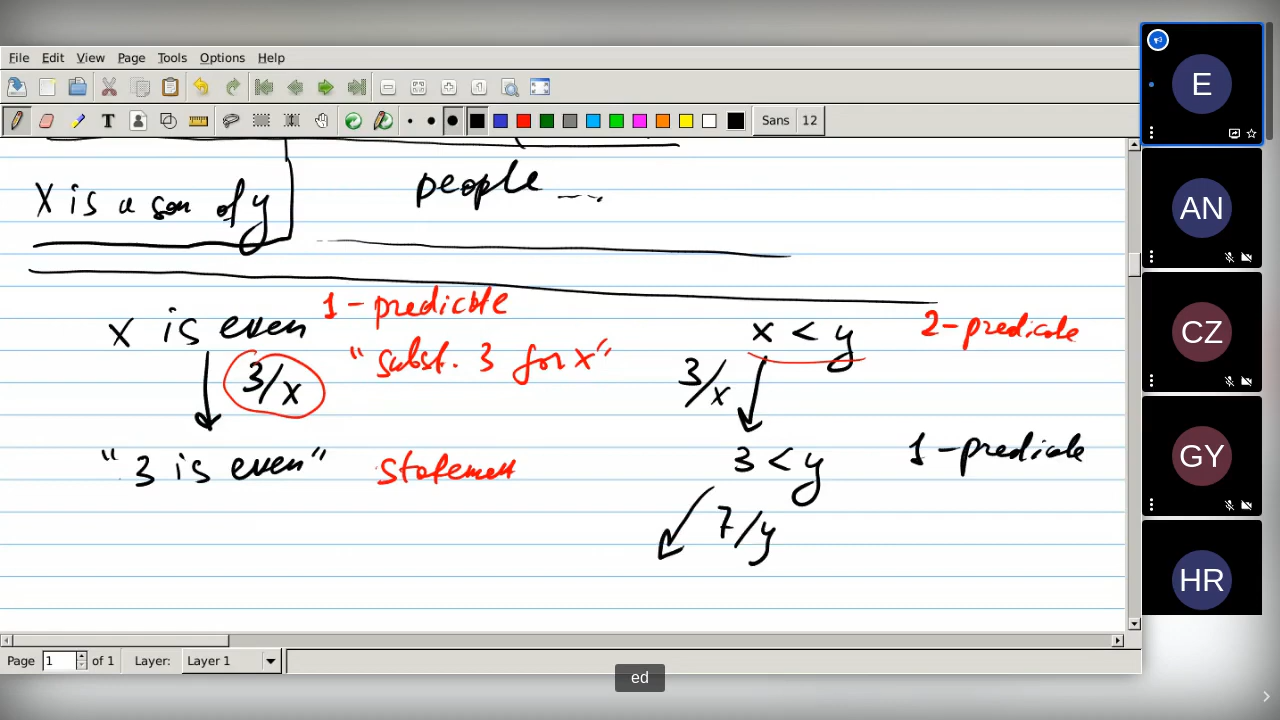 File Edit View Page Tools Options Help
Sans 12
X is a son of y
people ....
x is even 1-predicate
"subst. 3 for x"
3/x
"3 is even" statement
x < y 2-predicate
3/x
3 < y 1-predicate
7/y
Page 1 of 1 Layer: Layer 1
ed
E
AN
CZ
GY
HR